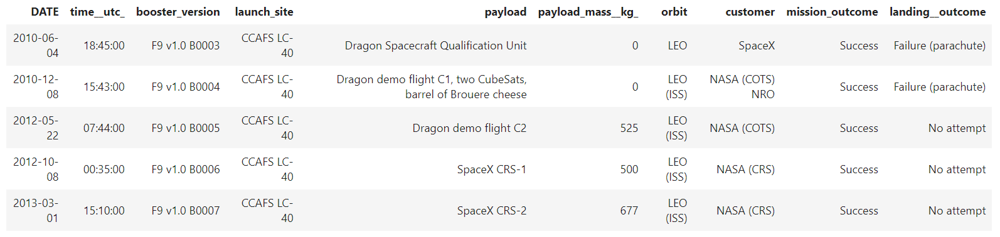 DATE time__utc_ booster_version launch_site payload payload_mass__kg_ orbit customer mission_outcome landing__outcome
2010-06-
04 18:45:00 F9 v1.0 B0003 CCAFS LC-
40 Dragon Spacecraft Qualification Unit 0 LEO SpaceX Success Failure (parachute)
2010-12-
08 15:43:00 F9 v1.0 B0004 CCAFS LC-
40 Dragon demo flight C1, two CubeSats,
barrel of Brouere cheese 0 LEO
(ISS) NASA (COTS)
NRO Success Failure (parachute)
2012-05-
22 07:44:00 F9 v1.0 B0005 CCAFS LC-
40 Dragon demo flight C2 525 LEO
(ISS) NASA (COTS) Success No attempt
2012-10-
08 00:35:00 F9 v1.0 B0006 CCAFS LC-
40 SpaceX CRS-1 500 LEO
(ISS) NASA (CRS) Success No attempt
2013-03-
01 15:10:00 F9 v1.0 B0007 CCAFS LC-
40 SpaceX CRS-2 677 LEO
(ISS) NASA (CRS) Success No attempt